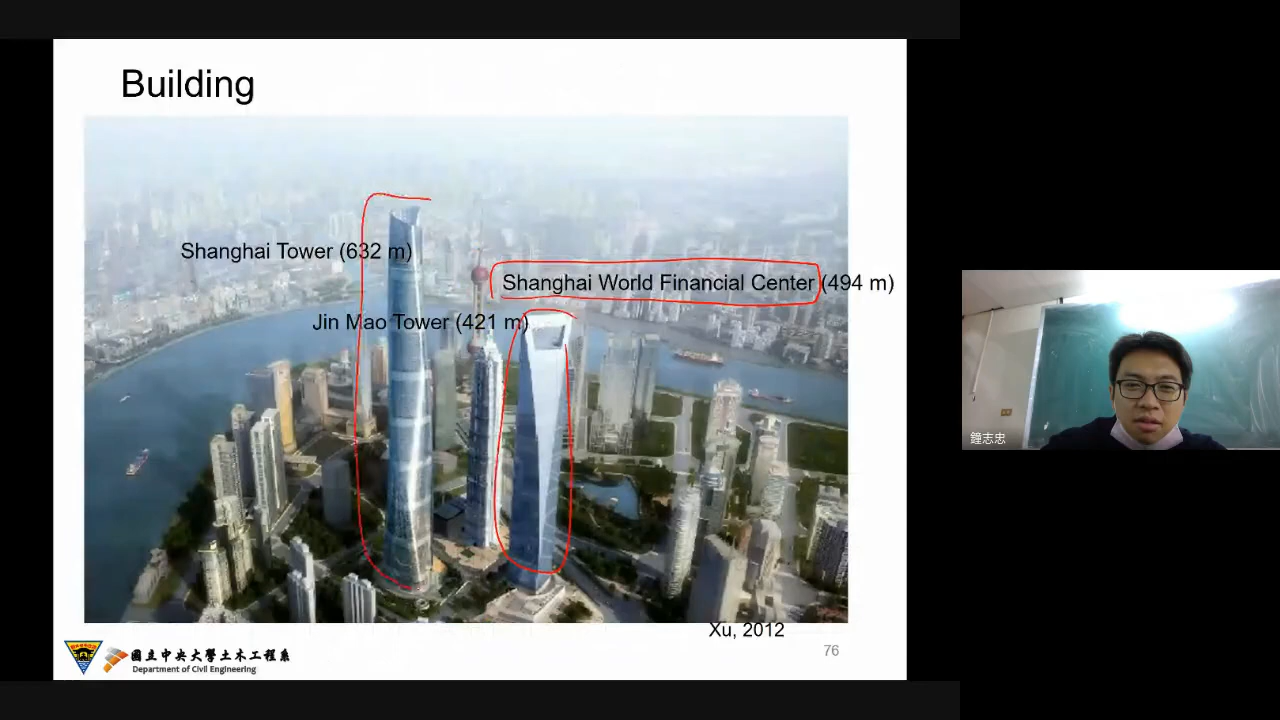 Building
Shanghai Tower (632 m)
Shanghai World Financial Center (494 m)
Jin Mao Tower (421 m)
Xu, 2012
76
國立中央大學土木工程系
Department of Civil Engineering
鐘志忠